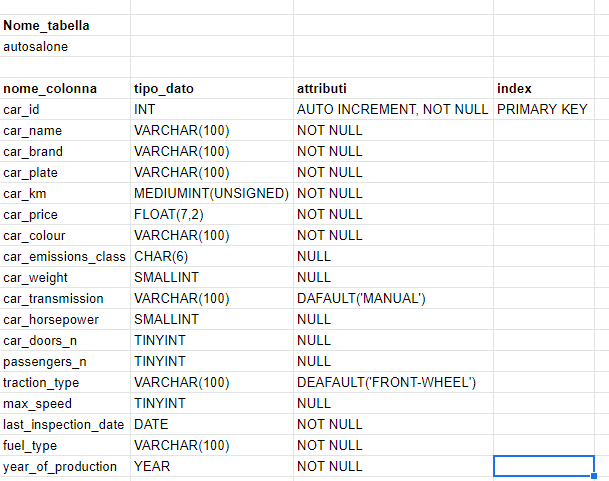 Nome_tabella
autosalone
nome_colonna tipo_dato attributi index
car_id INT AUTO INCREMENT, NOT NULL PRIMARY KEY
car_name VARCHAR(100) NOT NULL
car_brand VARCHAR(100) NOT NULL
car_plate VARCHAR(100) NOT NULL
car_km MEDIUMINT(UNSIGNED) NOT NULL
car_price FLOAT(7,2) NOT NULL
car_colour VARCHAR(100) NOT NULL
car_emissions_class CHAR(6) NULL
car_weight SMALLINT NULL
car_transmission VARCHAR(100) DAFAULT('MANUAL')
car_horsepower SMALLINT NULL
car_doors_n TINYINT NULL
passengers_n TINYINT NULL
traction_type VARCHAR(100) DEAFAULT('FRONT-WHEEL')
max_speed TINYINT NULL
last_inspection_date DATE NOT NULL
fuel_type VARCHAR(100) NOT NULL
year_of_production YEAR NOT NULL